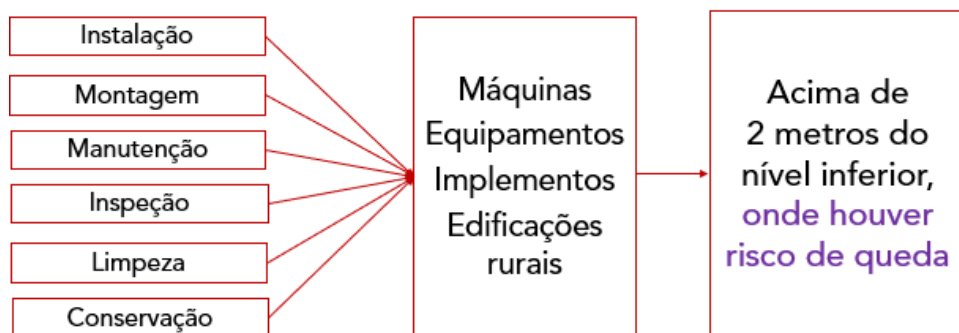 Instalação
Montagem
Manutenção
Inspeção
Limpeza
Conservação
Máquinas
Equipamentos
Implementos
Edificações
rurais
Acima de
2 metros do
nível inferior,
onde houver
risco de queda